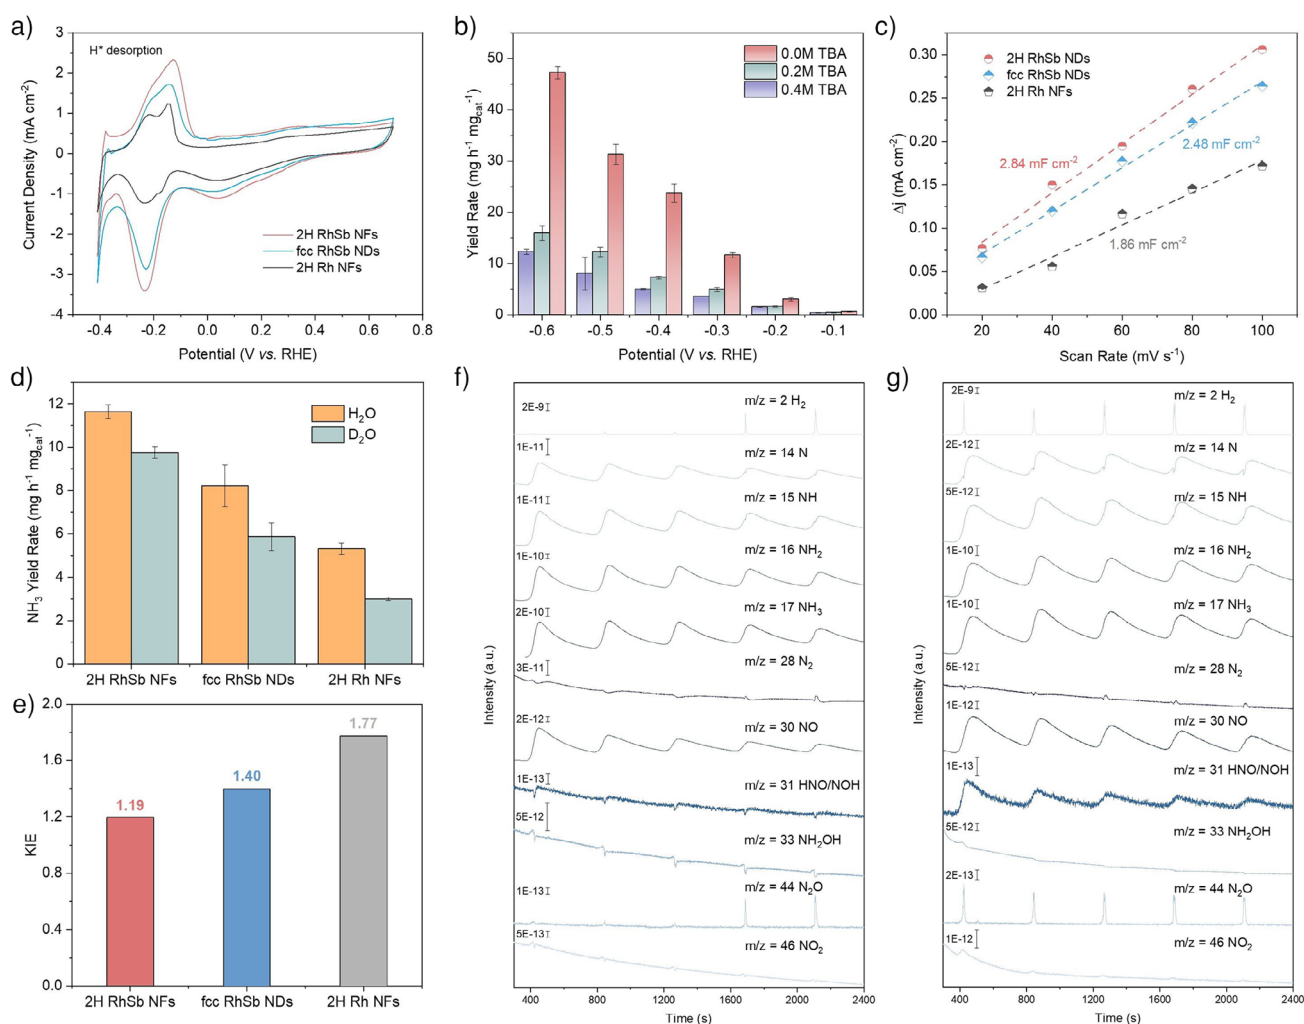 a)
H* desorption
Current Density (mA cm⁻²)
3
2
1
0
-1
-2
-3
-4
2H RhSb NFs
fcc RhSb NDs
2H Rh NFs
-0.4 -0.2 0.0 0.2 0.4 0.6 0.8
Potential (V vs. RHE)
b)
Yield Rate (mg h⁻¹ mgcat⁻¹)
60
50
40
30
20
10
0
0.0M TBA
0.2M TBA
0.4M TBA
-0.6 -0.5 -0.4 -0.3 -0.2 -0.1
Potential (V vs. RHE)
c)
Δj (mA cm⁻²)
0.30
0.25
0.20
0.15
0.10
0.05
0.00
2H RhSb NDs
fcc RhSb NDs
2H Rh NFs
2.84 mF cm⁻²
2.48 mF cm⁻²
1.86 mF cm⁻²
20 40 60 80 100
Scan Rate (mV s⁻¹)
d)
NH₃ Yield Rate (mg h⁻¹ mgcat⁻¹)
12
10
8
6
4
2
0
H₂O
D₂O
2H RhSb NFs fcc RhSb NDs 2H Rh NFs
e)
KIE
2.0
1.6
1.2
0.8
0.4
0.0
1.19
1.40
1.77
2H RhSb NFs fcc RhSb NDs 2H Rh NFs
f)
Intensity (a.u.)
2E-9 m/z = 2 H₂
1E-11 m/z = 14 N
1E-11 m/z = 15 NH
1E-10 m/z = 16 NH₂
2E-10 m/z = 17 NH₃
3E-11 m/z = 28 N₂
2E-12 m/z = 30 NO
1E-13 m/z = 31 HNO/NOH
5E-12 m/z = 33 NH₂OH
1E-13 m/z = 44 N₂O
5E-13 m/z = 46 NO₂
400 800 1200 1600 2000 2400
Time (s)
g)
Intensity (a.u.)
2E-9 m/z = 2 H₂
2E-12 m/z = 14 N
5E-12 m/z = 15 NH
1E-10 m/z = 16 NH₂
1E-10 m/z = 17 NH₃
5E-12 m/z = 28 N₂
1E-12 m/z = 30 NO
1E-13 m/z = 31 HNO/NOH
5E-12 m/z = 33 NH₂OH
2E-13 m/z = 44 N₂O
1E-12 m/z = 46 NO₂
400 800 1200 1600 2000 2400
Time (s)